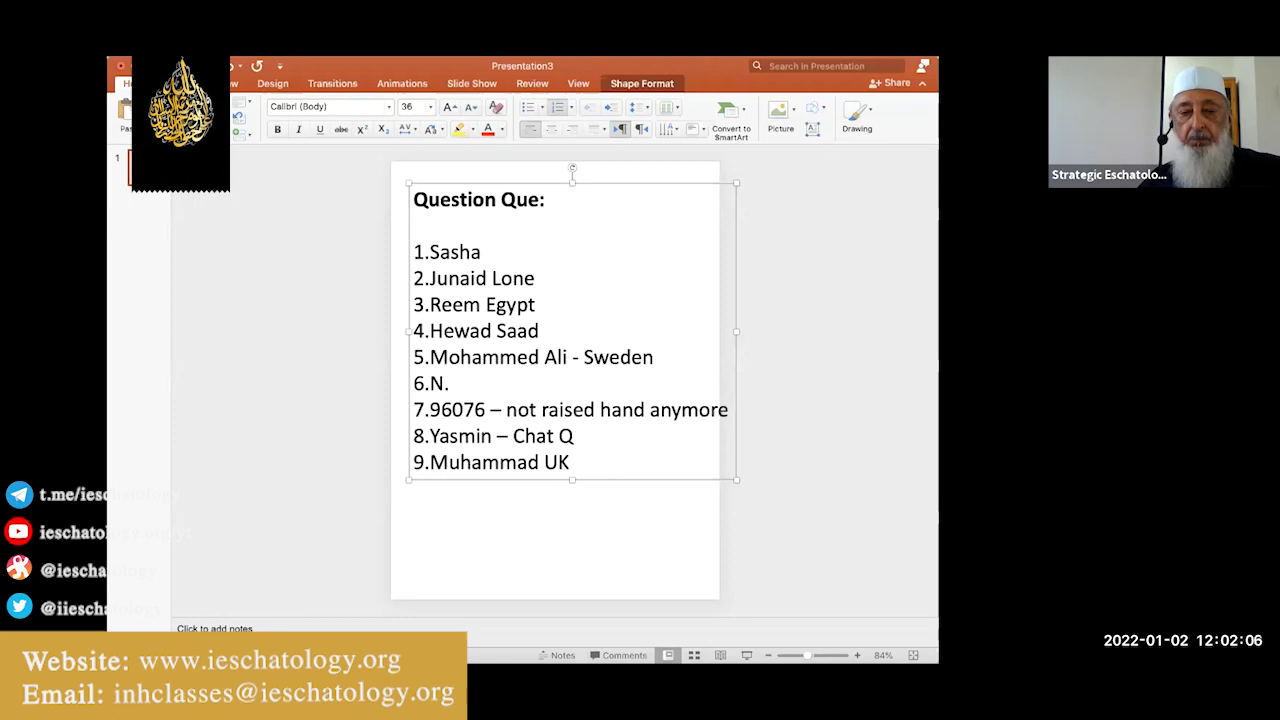 Presentation3
Search in Presentation
Design Transitions Animations Slide Show Review View Shape Format
Share
Calibri (Body) 36
Convert to SmartArt
Picture
Drawing
1
Question Que:
1.Sasha
2.Junaid Lone
3.Reem Egypt
4.Hewad Saad
5.Mohammed Ali - Sweden
6.N.
7.96076 – not raised hand anymore
8.Yasmin – Chat Q
9.Muhammad UK
Strategic Eschatolo...
t.me/ieschatology
ieschatology.org.yt
@ieschatology
@iieschatology
Click to add notes
Notes Comments 84%
2022-01-02 12:02:06
Website: www.ieschatology.org
Email: inhclasses@ieschatology.org